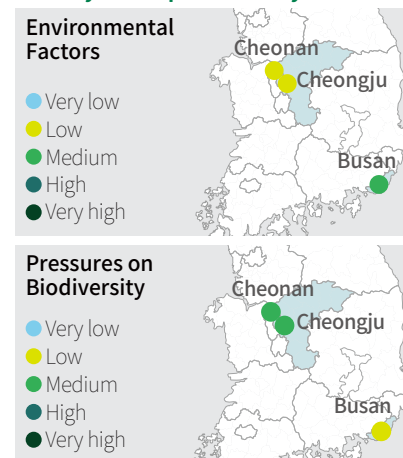 Environmental
Factors
Very low
Low
Medium
High
Very high
Cheonan
Cheongju
Busan
Pressures on
Biodiversity
Very low
Low
Medium
High
Very high
Cheonan
Cheongju
Busan